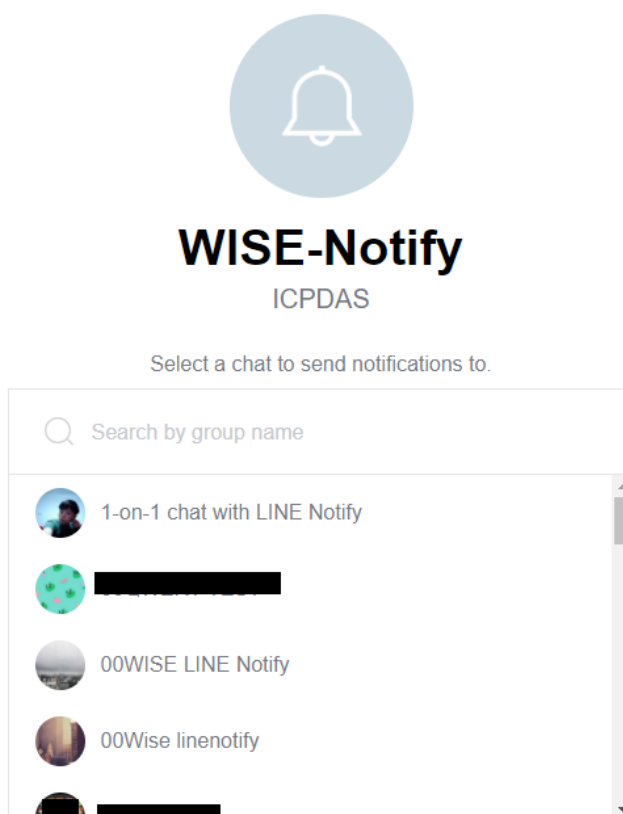 WISE-Notify
ICPDAS
Select a chat to send notifications to.
Search by group name
1-on-1 chat with LINE Notify
00WISE LINE Notify
00Wise linenotify